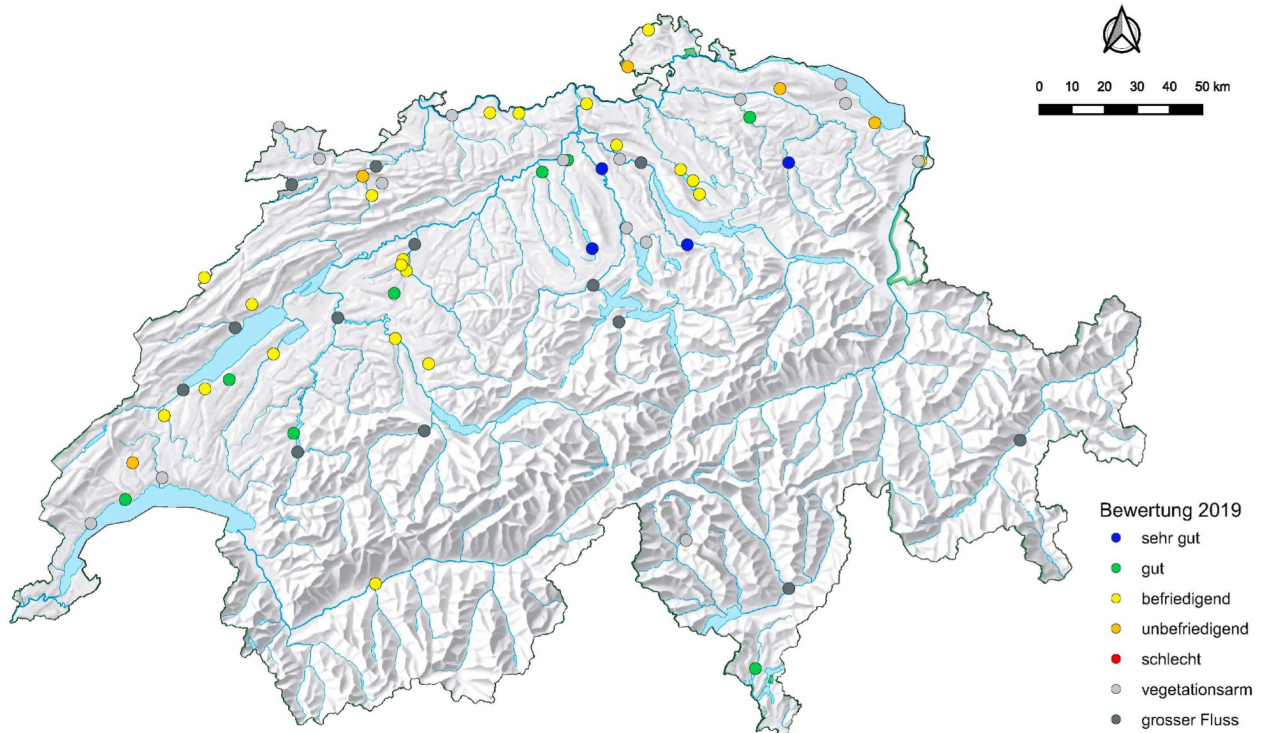 0 10 20 30 40 50 km
Bewertung 2019
sehr gut
gut
befriedigend
unbefriedigend
schlecht
vegetationsarm
grosser Fluss